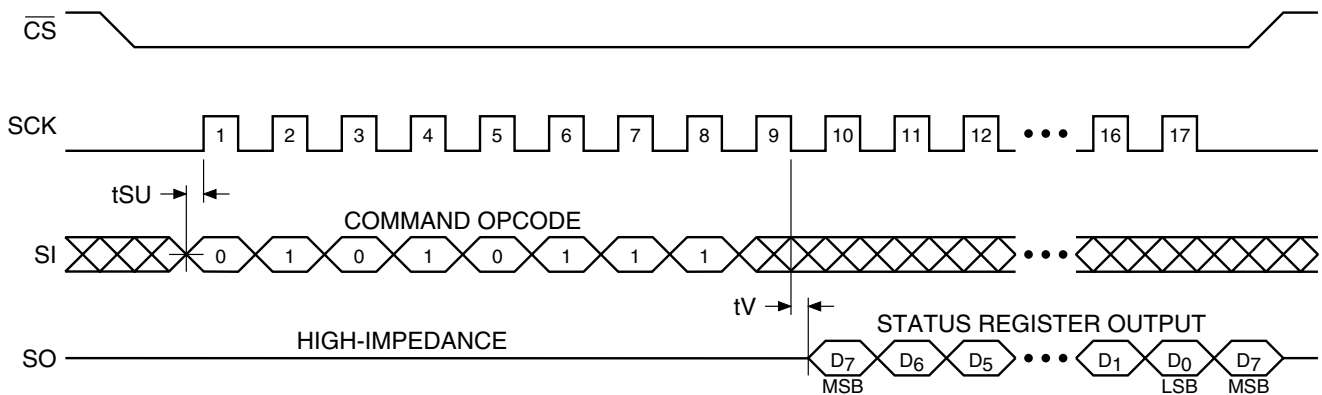 CS
SCK 1 2 3 4 5 6 7 8 9 10 11 12 ••• 16 17
tSU
COMMAND OPCODE
SI 0 1 0 1 0 1 1 1 •••
tV
HIGH-IMPEDANCE STATUS REGISTER OUTPUT
SO D7 D6 D5 ••• D1 D0 D7
MSB LSB MSB